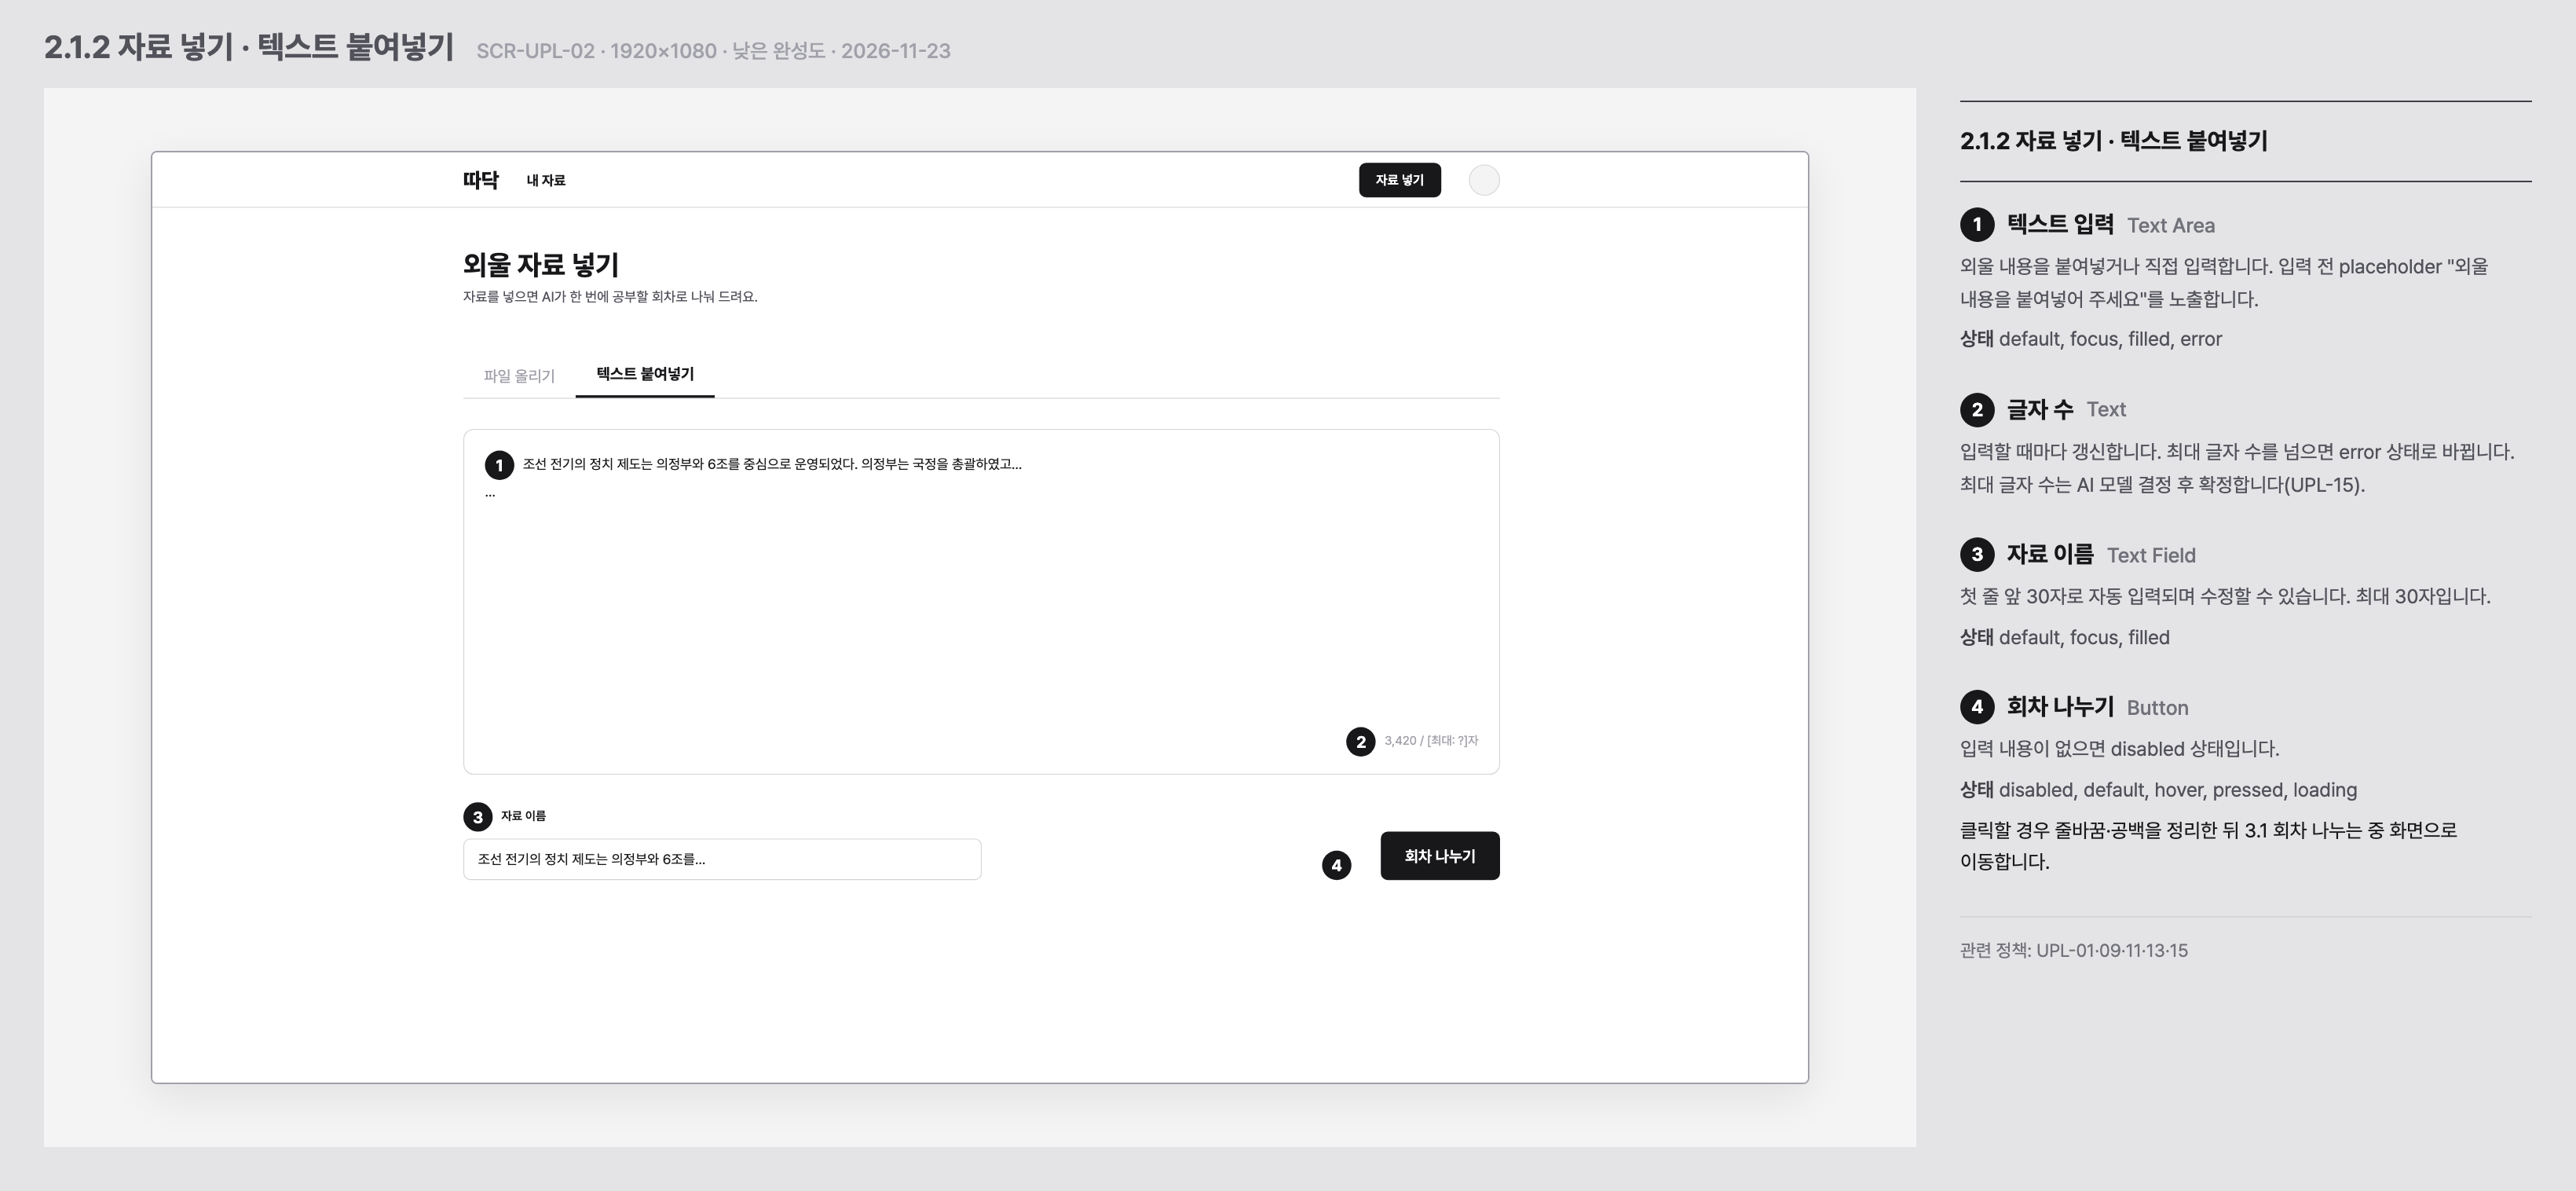 2.1.2 자료 넣기 · 텍스트 붙여넣기 SCR-UPL-02 · 1920×1080 · 낮은 완성도 · 2026-11-23
따닥 내 자료 자료 넣기
외울 자료 넣기
자료를 넣으면 AI가 한 번에 공부할 회차로 나눠 드려요.
파일 올리기 텍스트 붙여넣기
1 조선 전기의 정치 제도는 의정부와 6조를 중심으로 운영되었다. 의정부는 국정을 총괄하였고...
...
2 3,420 / [최대: ?]자
3 자료 이름
조선 전기의 정치 제도는 의정부와 6조를...
4 회차 나누기
2.1.2 자료 넣기 · 텍스트 붙여넣기
1 텍스트 입력 Text Area
외울 내용을 붙여넣거나 직접 입력합니다. 입력 전 placeholder "외울
내용을 붙여넣어 주세요"를 노출합니다.
상태 default, focus, filled, error
2 글자 수 Text
입력할 때마다 갱신합니다. 최대 글자 수를 넘으면 error 상태로 바뀝니다.
최대 글자 수는 AI 모델 결정 후 확정합니다(UPL-15).
3 자료 이름 Text Field
첫 줄 앞 30자로 자동 입력되며 수정할 수 있습니다. 최대 30자입니다.
상태 default, focus, filled
4 회차 나누기 Button
입력 내용이 없으면 disabled 상태입니다.
상태 disabled, default, hover, pressed, loading
클릭할 경우 줄바꿈·공백을 정리한 뒤 3.1 회차 나누는 중 화면으로
이동합니다.
관련 정책: UPL-01·09·11·13·15